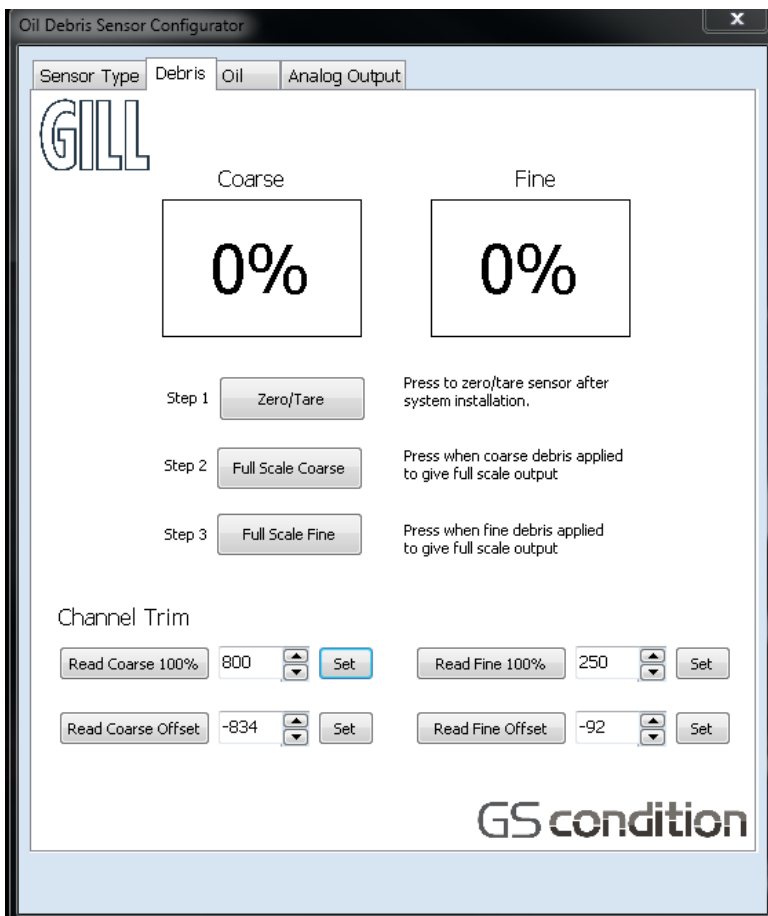 Oil Debris Sensor Configurator
x
Sensor Type Debris Oil Analog Output
GILL
Coarse Fine
0% 0%
Step 1 Zero/Tare Press to zero/tare sensor after
system installation.
Step 2 Full Scale Coarse Press when coarse debris applied
to give full scale output
Step 3 Full Scale Fine Press when fine debris applied
to give full scale output
Channel Trim
Read Coarse 100% 800 Set Read Fine 100% 250 Set
Read Coarse Offset -834 Set Read Fine Offset -92 Set
GS condition